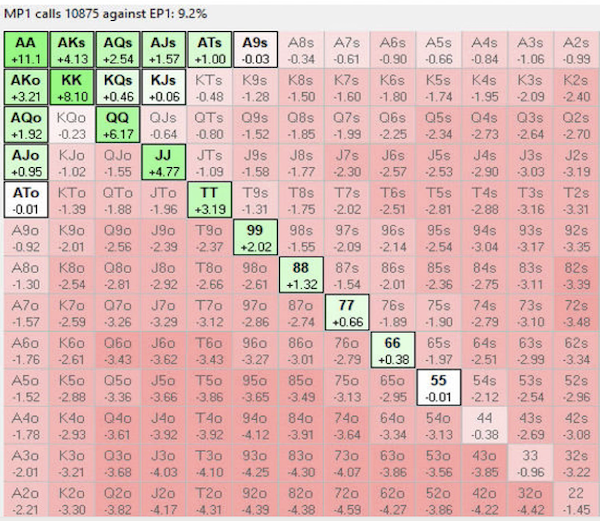 MP1 calls 10875 against EP1: 9.2%
AA AKs AQs AJs ATs A9s A8s A7s A6s A5s A4s A3s A2s
+11.1 +4.13 +2.54 +1.57 +1.00 -0.03 -0.34 -0.61 -0.90 -0.66 -0.84 -1.06 -0.99
AKo KK KQs KJs KTs K9s K8s K7s K6s K5s K4s K3s K2s
+3.21 +8.10 +0.46 +0.06 -0.48 -1.28 -1.50 -1.60 -1.80 -1.74 -1.95 -2.09 -2.40
AQo KQo QQ QJs QTs Q9s Q8s Q7s Q6s Q5s Q4s Q3s Q2s
+1.92 -0.23 +6.17 -0.64 -0.80 -1.52 -1.85 -1.99 -2.25 -2.34 -2.73 -2.64 -2.70
AJo KJo QJo JJ JTs J9s J8s J7s J6s J5s J4s J3s J2s
+0.95 -1.02 -1.55 +4.77 -1.09 -1.58 -1.77 -2.30 -2.57 -2.53 -2.90 -3.03 -3.19
ATo KTo QTo JTo TT T9s T8s T7s T6s T5s T4s T3s T2s
-0.01 -1.39 -1.88 -1.96 +3.19 -1.31 -1.75 -2.02 -2.51 -2.81 -2.88 -3.16 -3.31
A9o K9o Q9o J9o T9o 99 98s 97s 96s 95s 94s 93s 92s
-0.92 -2.01 -2.56 -2.39 -2.37 +2.02 -1.55 -2.09 -2.14 -2.54 -3.04 -3.17 -3.35
A8o K8o Q8o J8o T8o 98o 88 87s 86s 85s 84s 83s 82s
-1.30 -2.54 -2.81 -2.92 -2.66 -2.61 +1.32 -1.54 -2.01 -2.36 -2.75 -3.11 -3.39
A7o K7o Q7o J7o T7o 97o 87o 77 76s 75s 74s 73s 72s
-1.57 -2.59 -3.26 -3.29 -3.12 -2.86 -2.74 +0.66 -1.89 -1.90 -2.79 -3.10 -3.48
A6o K6o Q6o J6o T6o 96o 86o 76o 66 65s 64s 63s 62s
-1.76 -2.61 -3.43 -3.62 -3.43 -3.27 -3.01 -2.79 +0.38 -1.97 -2.51 -2.99 -3.34
A5o K5o Q5o J5o T5o 95o 85o 75o 65o 55 54s 53s 52s
-1.52 -2.88 -3.36 -3.66 -3.86 -3.65 -3.49 -3.13 -2.95 -0.01 -2.12 -2.54 -2.96
A4o K4o Q4o J4o T4o 94o 84o 74o 64o 54o 44 43s 42s
-1.78 -2.93 -3.61 -3.92 -3.92 -4.12 -3.91 -3.64 -3.34 -3.13 -0.38 -2.69 -3.08
A3o K3o Q3o J3o T3o 93o 83o 73o 63o 53o 43o 33 32s
-2.01 -3.21 -3.68 -4.03 -4.10 -4.25 -4.30 -4.07 -3.86 -3.56 -3.85 -0.96 -3.22
A2o K2o Q2o J2o T2o 92o 82o 72o 62o 52o 42o 32o 22
-2.21 -3.30 -3.82 -4.17 -4.31 -4.39 -4.38 -4.59 -4.27 -3.86 -4.22 -4.42 -1.45